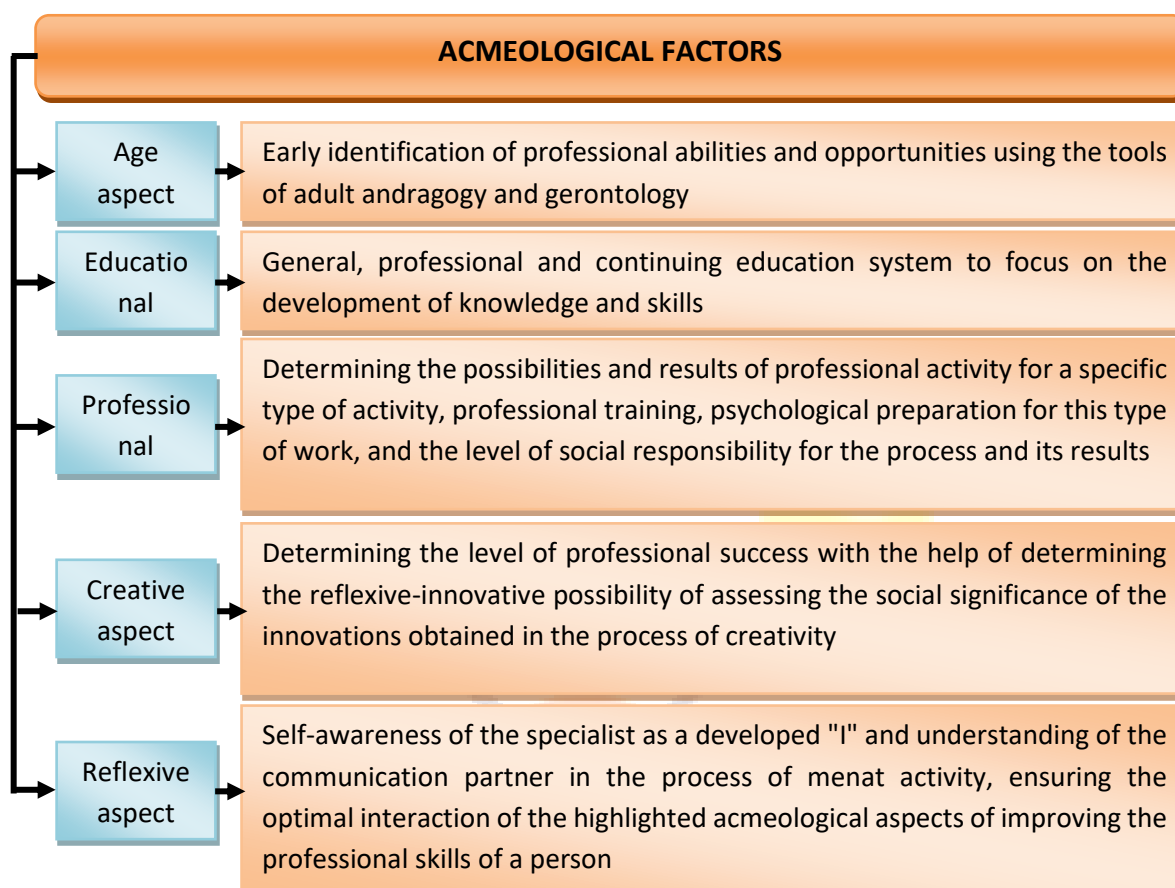 ACMEOLOGICAL FACTORS
Age
aspect
Early identification of professional abilities and opportunities using the tools
of adult andragogy and gerontology
Educatio
nal
General, professional and continuing education system to focus on the
development of knowledge and skills
Professio
nal
Determining the possibilities and results of professional activity for a specific
type of activity, professional training, psychological preparation for this type
of work, and the level of social responsibility for the process and its results
Creative
aspect
Determining the level of professional success with the help of determining
the reflexive-innovative possibility of assessing the social significance of the
innovations obtained in the process of creativity
Reflexive
aspect
Self-awareness of the specialist as a developed "I" and understanding of the
communication partner in the process of menat activity, ensuring the
optimal interaction of the highlighted acmeological aspects of improving the
professional skills of a person